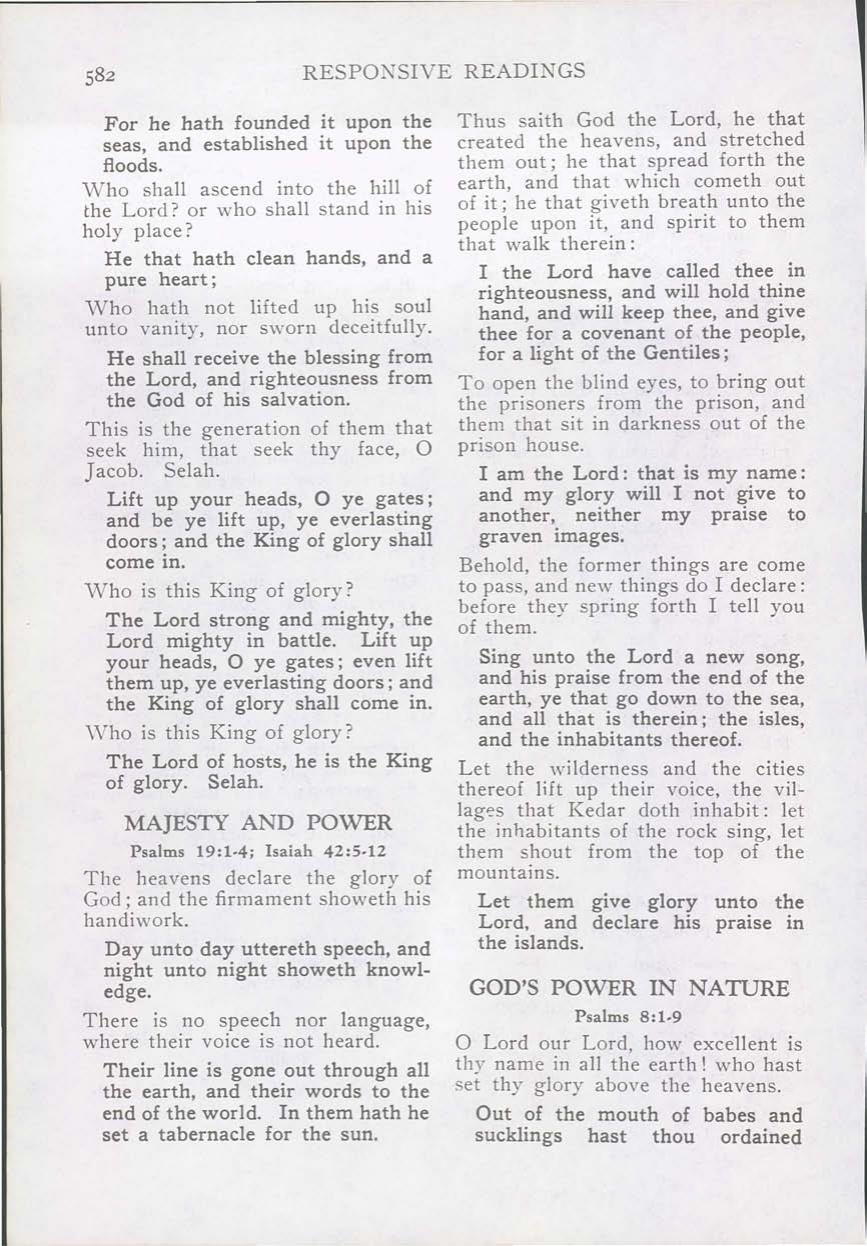 582
RESPONSIVE READINGS
For he hath founded it upon the
seas, and established it upon the
floods.
Who shall ascend into the hill of
the Lord? or who shall stand in his
holy place?
He that hath clean hands, and a
pure heart;
Who hath not lifted up his soul
unto vanity, nor sworn deceitfully.
He shall receive the blessing from
the Lord, and righteousness from
the God of his salvation.
This is the generation of them that
seek him, that seek thy face, O
Jacob. Selah.
Lift up your heads, O ye gates;
and be ye lift up, ye everlasting
doors; and the King of glory shall
come in.
Who is this King of glory?
The Lord strong and mighty, the
Lord mighty in battle. Lift up
your heads, O ye gates; even lift
them up, ye everlasting doors; and
the King of glory shall come in.
Who is this King of glory?
The Lord of hosts, he is the King
of glory. Selah.
MAJESTY AND POWER
Psalms 19:1-4; Isaiah 42:5-12
The heavens declare the glory of
God; and the firmament showeth his
handiwork.
Day unto day uttereth speech, and
night unto night showeth knowl-
edge.
There is no speech nor language,
where their voice is not heard.
Their line is gone out through all
the earth, and their words to the
end of the world. In them hath he
set a tabernacle for the sun.
Thus saith God the Lord, he that
created the heavens, and stretched
them out; he that spread forth the
earth, and that which cometh out
of it; he that giveth breath unto the
people upon it, and spirit to them
that walk therein:
I the Lord have called thee in
righteousness, and will hold thine
hand, and will keep thee, and give
thee for a covenant of the people,
for a light of the Gentiles;
To open the blind eyes, to bring out
the prisoners from the prison, and
them that sit in darkness out of the
prison house.
I am the Lord: that is my name:
and my glory will I not give to
another, neither my praise to
graven images.
Behold, the former things are come
to pass, and new things do I declare:
before they spring forth I tell you
of them.
Sing unto the Lord a new song,
and his praise from the end of the
earth, ye that go down to the sea,
and all that is therein; the isles,
and the inhabitants thereof.
Let the wilderness and the cities
thereof lift up their voice, the vil-
lages that Kedar doth inhabit: let
the inhabitants of the rock sing, let
them shout from the top of the
mountains.
Let them give glory unto the
Lord, and declare his praise in
the islands.
GOD'S POWER IN NATURE
Psalms 8:1-9
O Lord our Lord, how excellent is
thy name in all the earth! who hast
set thy glory above the heavens.
Out of the mouth of babes and
sucklings hast thou ordained